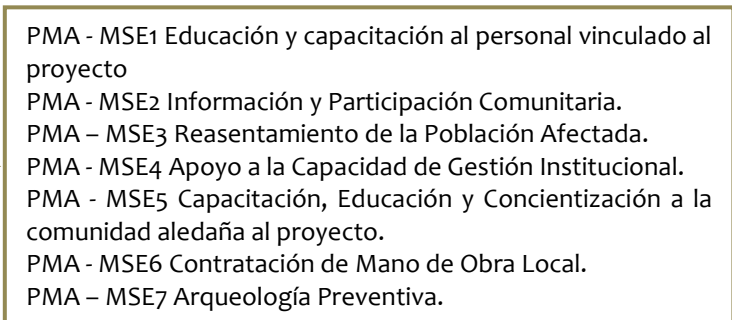 PMA - MSE1 Educación y capacitación al personal vinculado al
proyecto
PMA - MSE2 Información y Participación Comunitaria.
PMA – MSE3 Reasentamiento de la Población Afectada.
PMA - MSE4 Apoyo a la Capacidad de Gestión Institucional.
PMA - MSE5 Capacitación, Educación y Concientización a la
comunidad aledaña al proyecto.
PMA - MSE6 Contratación de Mano de Obra Local.
PMA – MSE7 Arqueología Preventiva.